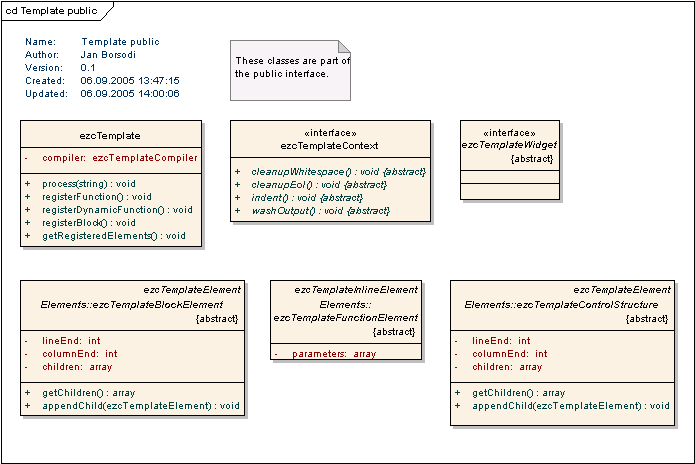 cd Template public
Name: Template public
Author: Jan Borsodi
Version: 0.1
Created: 06.09.2005 13:47:15
Updated: 06.09.2005 14:00:06
These classes are part of
the public interface.
ezcTemplate
- compiler: ezcTemplateCompiler
+ process(string) : void
+ registerFunction() : void
+ registerDynamicFunction() : void
+ registerBlock() : void
+ getRegisteredElements() : void
«interface»
ezcTemplateContext
+ cleanupWhitespace() : void {abstract}
+ cleanupEol() : void {abstract}
+ indent() : void {abstract}
+ washOutput() : void {abstract}
«interface»
ezcTemplateWidget
{abstract}
ezcTemplateElement
Elements::ezcTemplateBlockElement
{abstract}
- lineEnd: int
- columnEnd: int
- children: array
+ getChildren() : array
+ appendChild(ezcTemplateElement) : void
ezcTemplateInlineElement
Elements::
ezcTemplateFunctionElement
{abstract}
- parameters: array
ezcTemplateElement
Elements::ezcTemplateControlStructure
{abstract}
- lineEnd: int
- columnEnd: int
- children: array
+ getChildren() : array
+ appendChild(ezcTemplateElement) : void